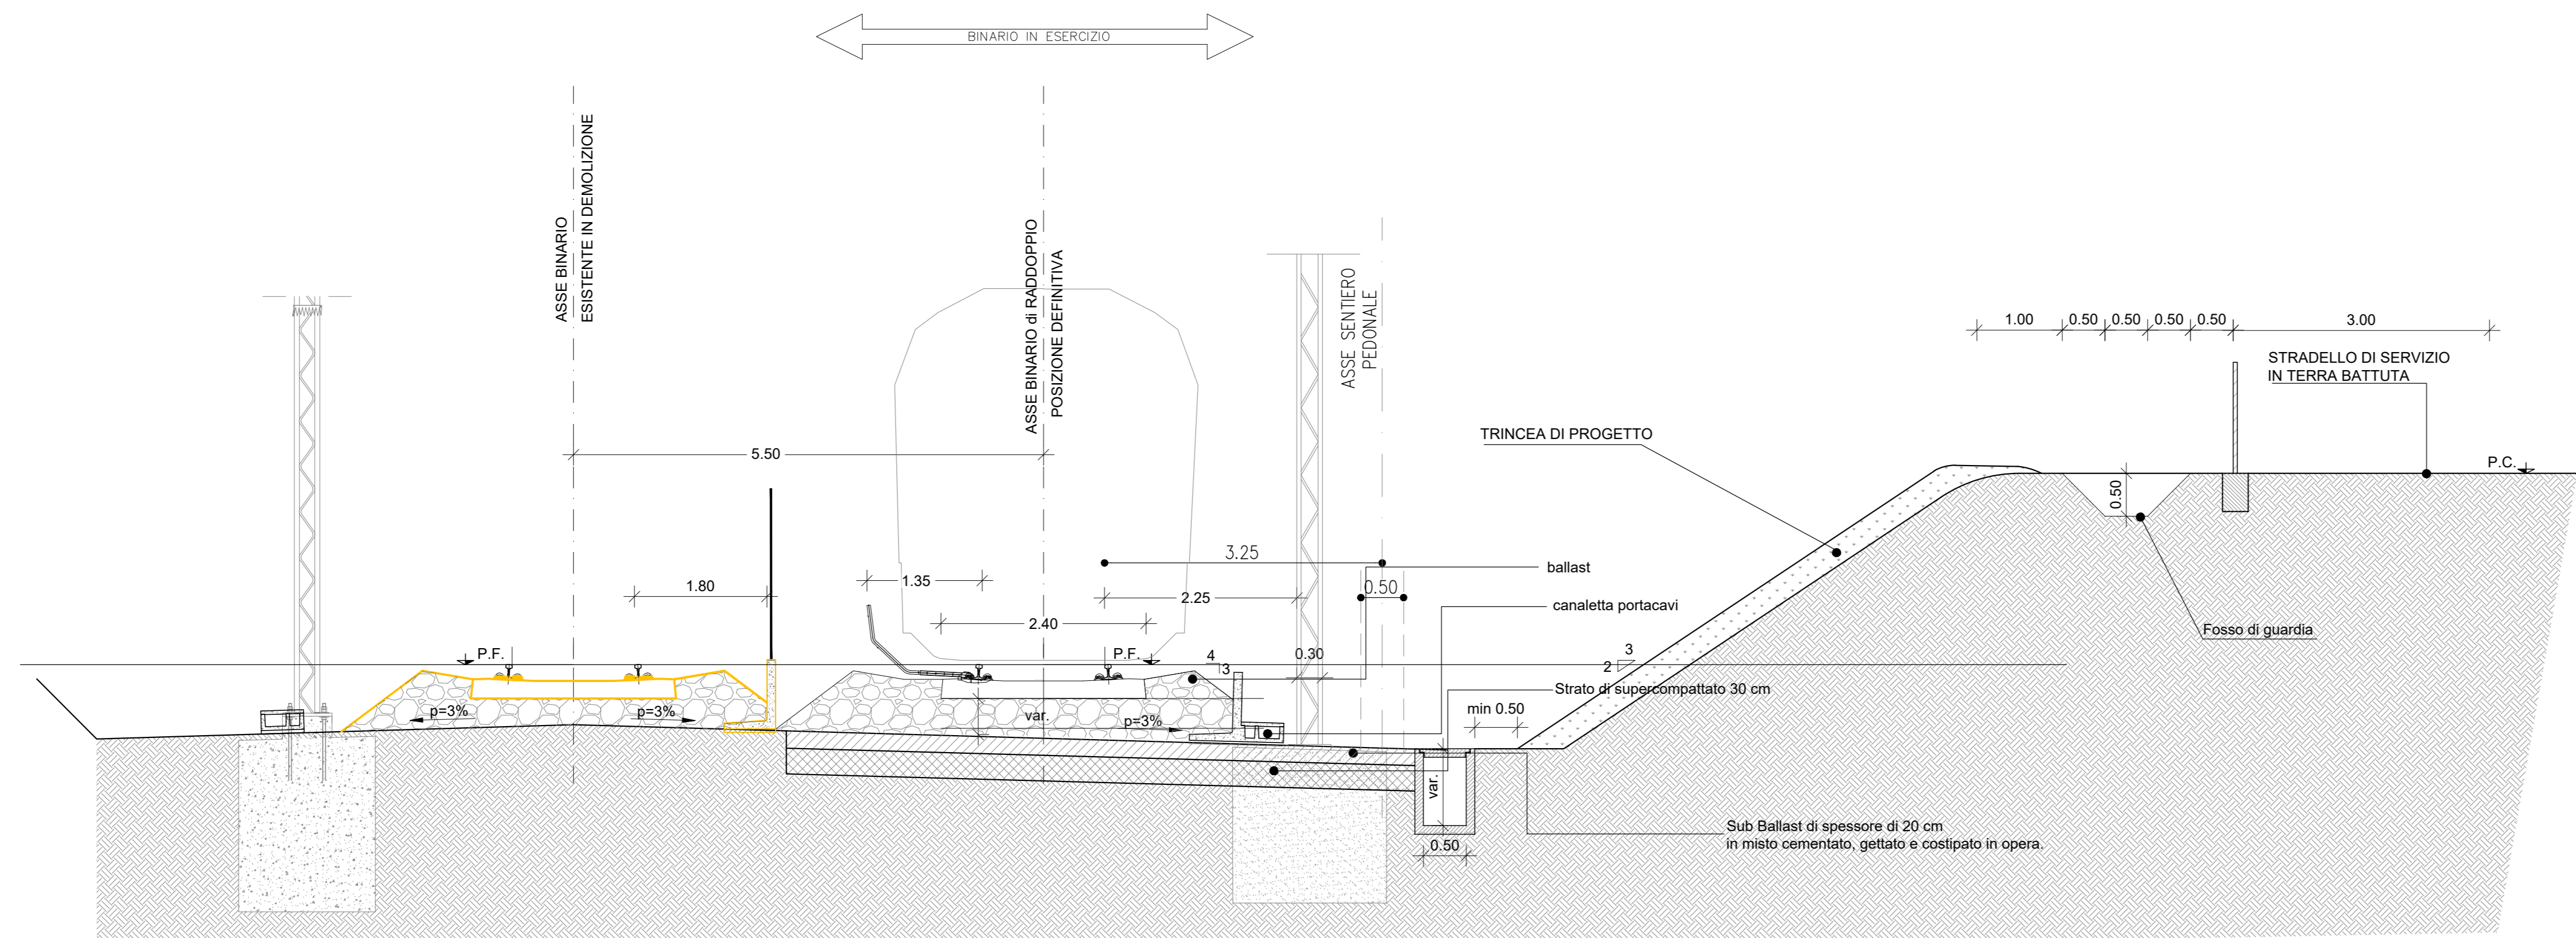 BINARIO IN ESERCIZIO
ASSE BINARIO
ESISTENTE IN DEMOLIZIONE
ASSE BINARIO di RADDOPPIO
POSIZIONE DEFINITIVA
ASSE SENTIERO
PEDONALE
1.00
0.50
0.50
0.50
0.50
3.00
STRADELLO DI SERVIZIO
IN TERRA BATTUTA
TRINCEA DI PROGETTO
5.50
P.C.
0.50
3.25
1.35
1.80
ballast
0.50
2.25
canaletta portacavi
2.40
Fosso di guardia
P.F.
P.F.
4
3
0.30
3
2
Strato di supercompattato 30 cm
p=3%
p=3%
var.
p=3%
min 0.50
var.
Sub Ballast di spessore di 20 cm
in misto cementato, gettato e costipato in opera.
0.50